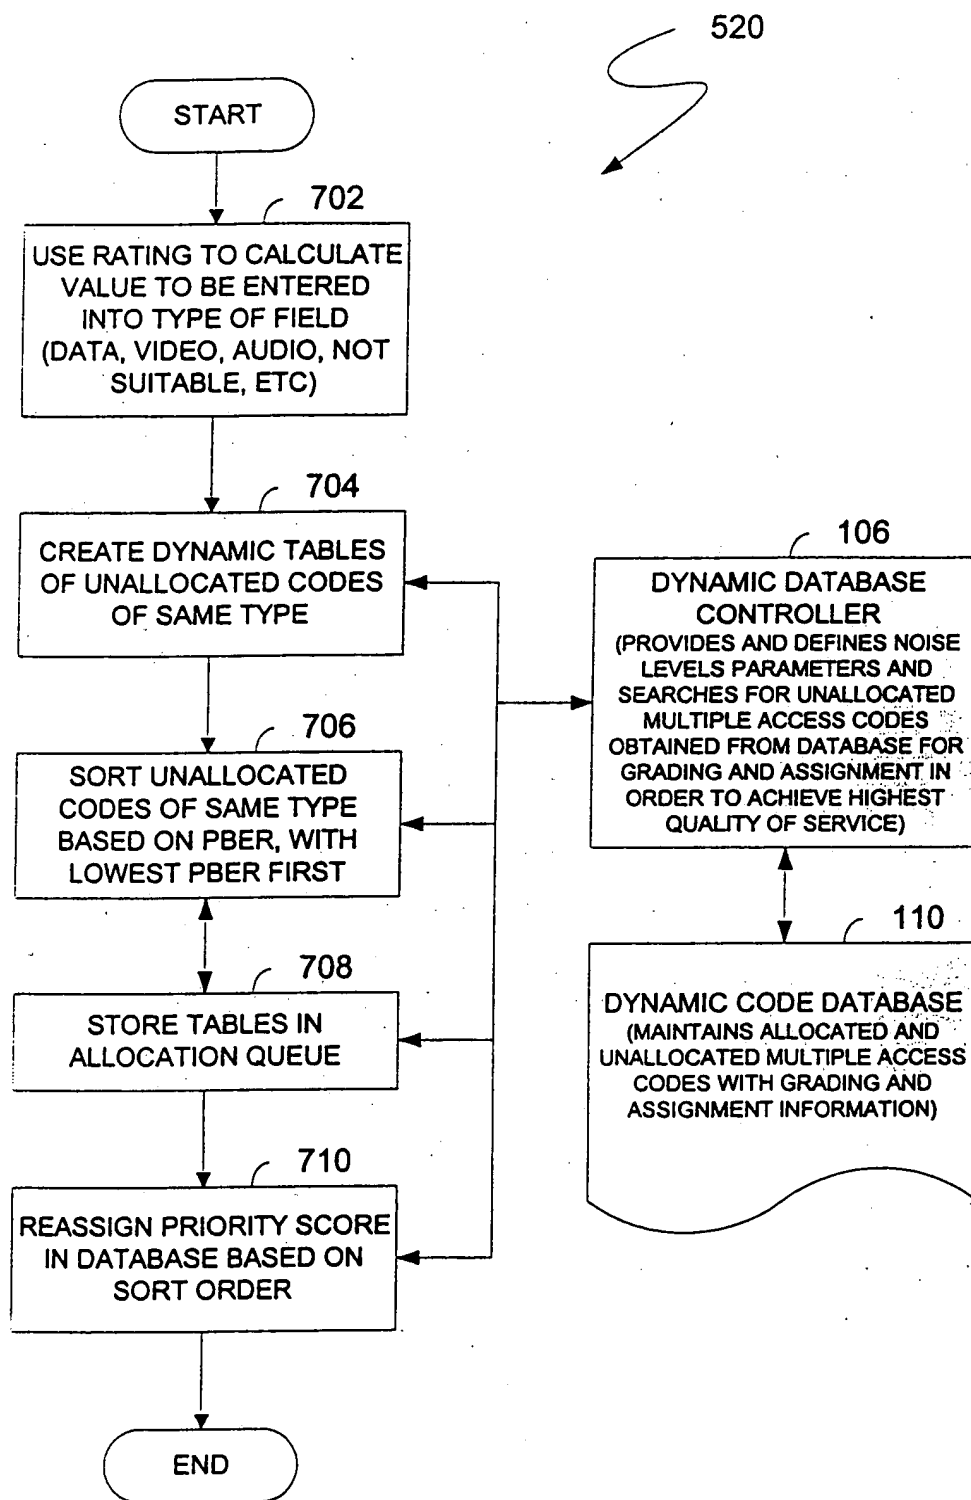 520
START
702
USE RATING TO CALCULATE
VALUE TO BE ENTERED
INTO TYPE OF FIELD
(DATA, VIDEO, AUDIO, NOT
SUITABLE, ETC)
704
CREATE DYNAMIC TABLES
OF UNALLOCATED CODES
OF SAME TYPE
706
SORT UNALLOCATED
CODES OF SAME TYPE
BASED ON PBER, WITH
LOWEST PBER FIRST
708
STORE TABLES IN
ALLOCATION QUEUE
710
REASSIGN PRIORITY SCORE
IN DATABASE BASED ON
SORT ORDER
END
106
DYNAMIC DATABASE
CONTROLLER
(PROVIDES AND DEFINES NOISE
LEVELS PARAMETERS AND
SEARCHES FOR UNALLOCATED
MULTIPLE ACCESS CODES
OBTAINED FROM DATABASE FOR
GRADING AND ASSIGNMENT IN
ORDER TO ACHIEVE HIGHEST
QUALITY OF SERVICE)
110
DYNAMIC CODE DATABASE
(MAINTAINS ALLOCATED AND
UNALLOCATED MULTIPLE ACCESS
CODES WITH GRADING AND
ASSIGNMENT INFORMATION)